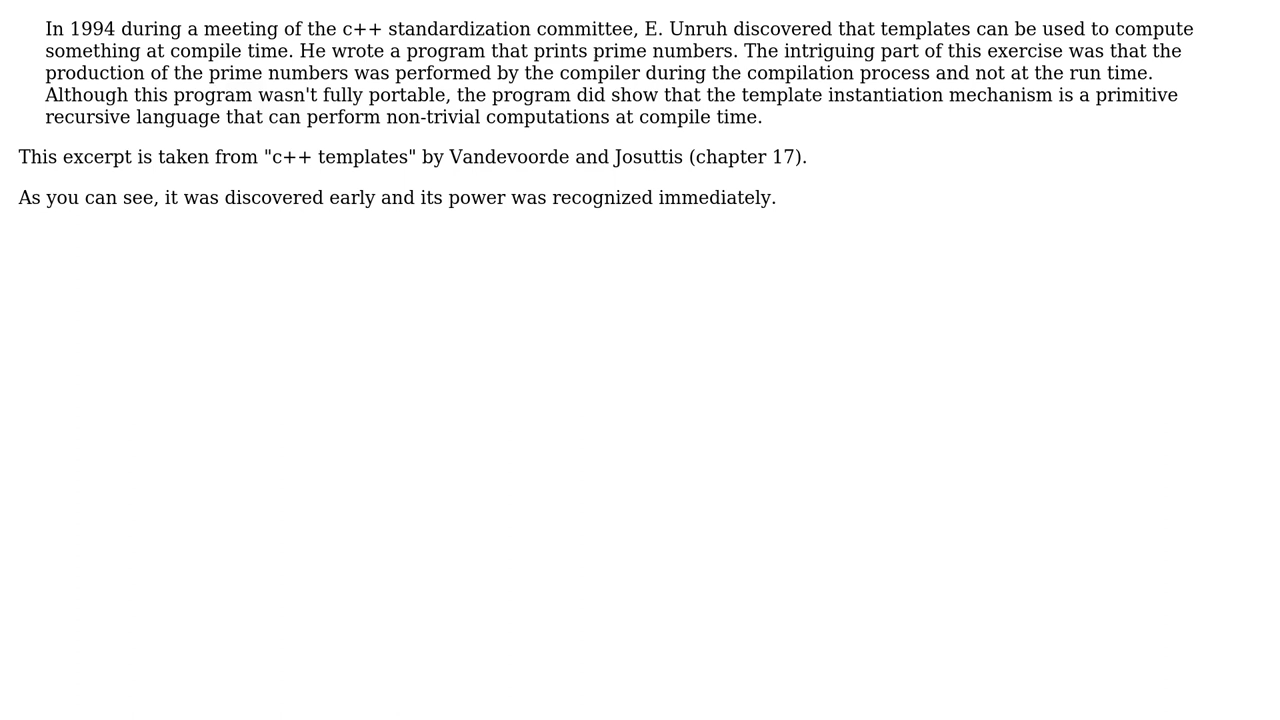 In 1994 during a meeting of the c++ standardization committee, E. Unruh discovered that templates can be used to compute
something at compile time. He wrote a program that prints prime numbers. The intriguing part of this exercise was that the
production of the prime numbers was performed by the compiler during the compilation process and not at the run time.
Although this program wasn't fully portable, the program did show that the template instantiation mechanism is a primitive
recursive language that can perform non-trivial computations at compile time.
This excerpt is taken from "c++ templates" by Vandevoorde and Josuttis (chapter 17).
As you can see, it was discovered early and its power was recognized immediately.